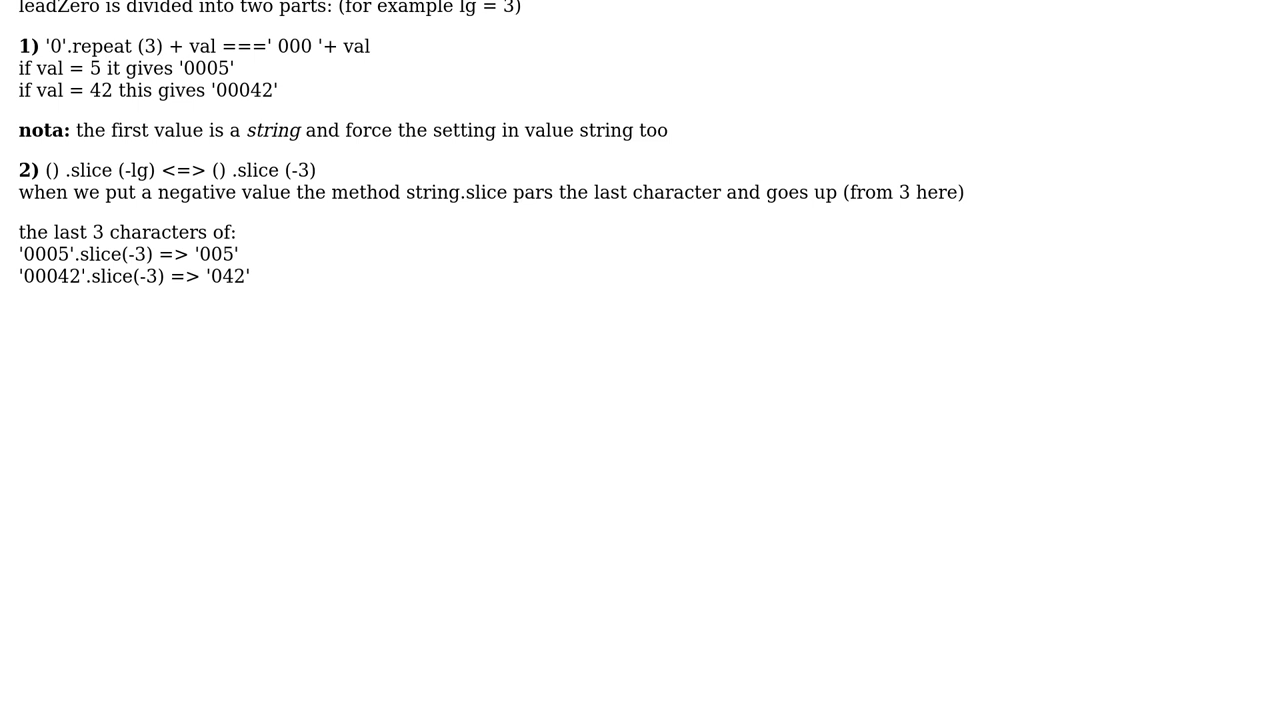 leadZero is divided into two parts: (for example lg = 3)
1) '0'.repeat (3) + val ===' 000 '+ val
if val = 5 it gives '0005'
if val = 42 this gives '00042'
nota: the first value is a string and force the setting in value string too
2) () .slice (-lg) <=> () .slice (-3)
when we put a negative value the method string.slice pars the last character and goes up (from 3 here)
the last 3 characters of:
'0005'.slice(-3) => '005'
'00042'.slice(-3) => '042'